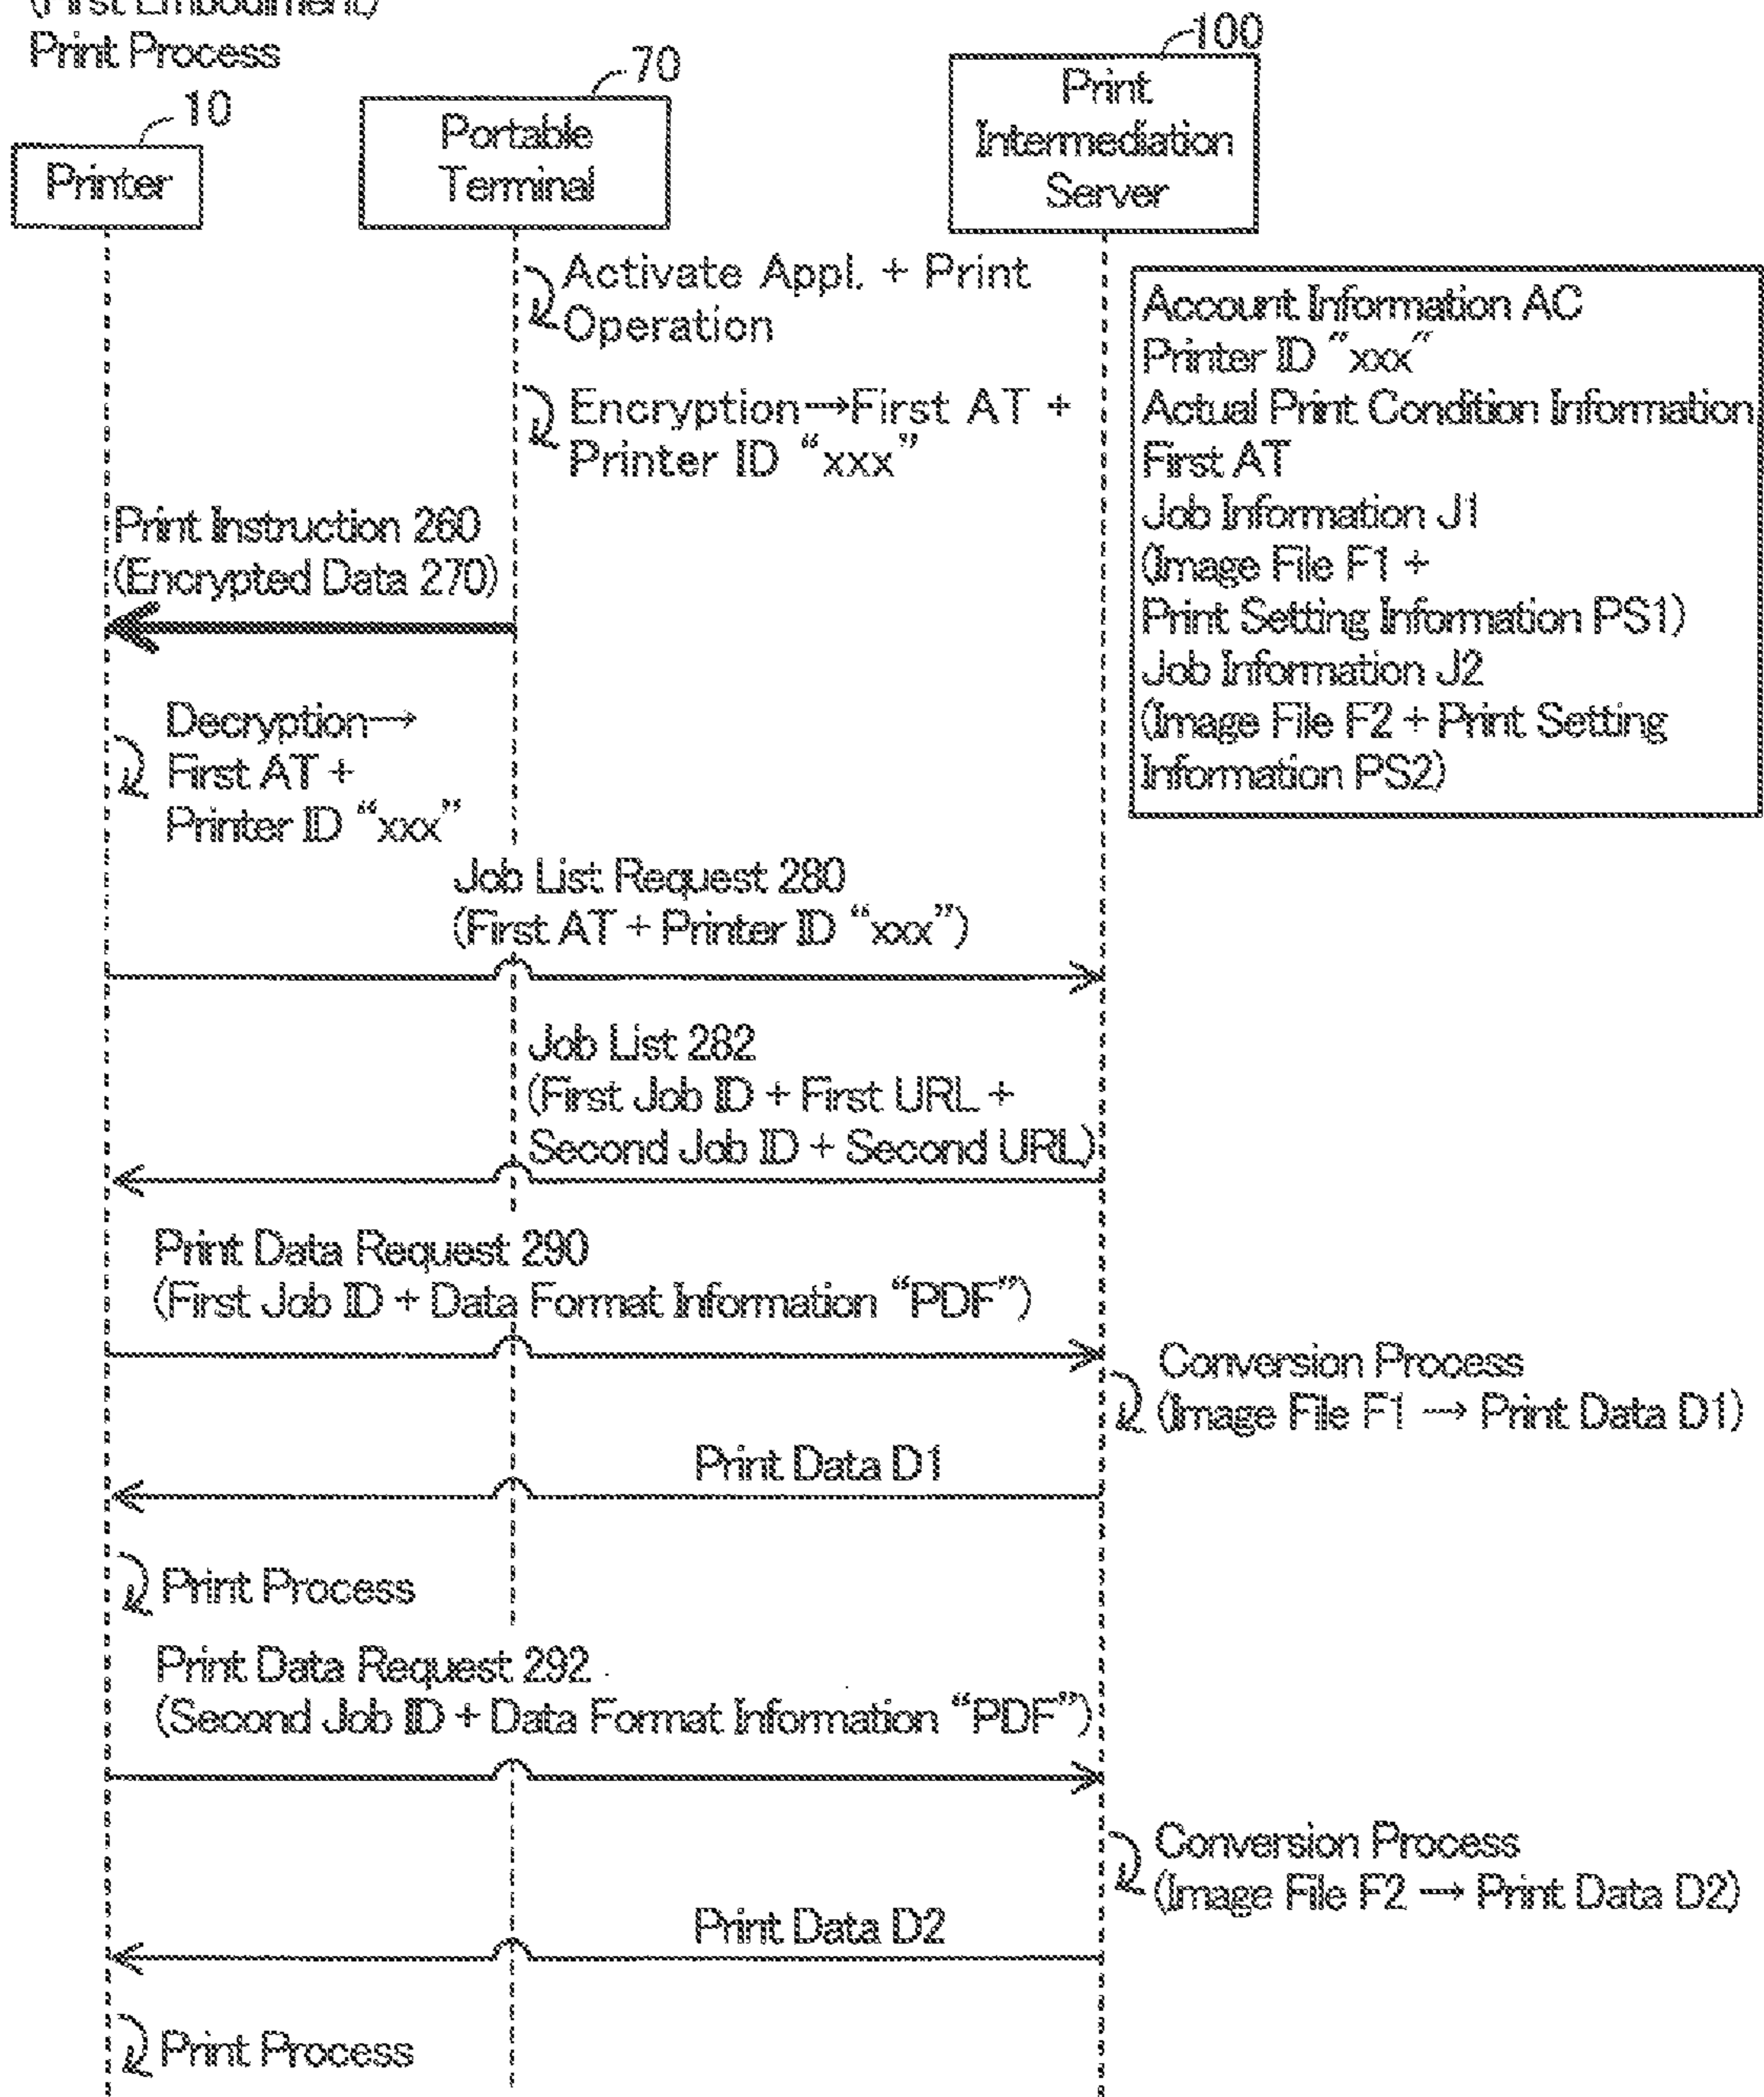 (First Embodiment)
Print Process
10
Printer
70
Portable
Terminal
100
Print
Intermediation
Server
Activate Appl. + Print
Operation
Encryption→First AT +
Printer ID “xxx”
Account Information AC
Printer ID “xxx”
Actual Print Condition Information
First AT
Job Information J1
(Image File F1 +
Print Setting Information PS1)
Job Information J2
(Image File F2 + Print Setting
Information PS2)
Print Instruction 260
(Encrypted Data 270)
Decryption→
First AT +
Printer ID “xxx”
Job List Request 280
(First AT + Printer ID “xxx”)
Job List 282
(First Job ID + First URL +
Second Job ID + Second URL)
Print Data Request 290
(First Job ID + Data Format Information “PDF”)
Conversion Process
(Image File F1 → Print Data D1)
Print Data D1
Print Process
Print Data Request 292
(Second Job ID + Data Format Information “PDF”)
Conversion Process
(Image File F2 → Print Data D2)
Print Data D2
Print Process